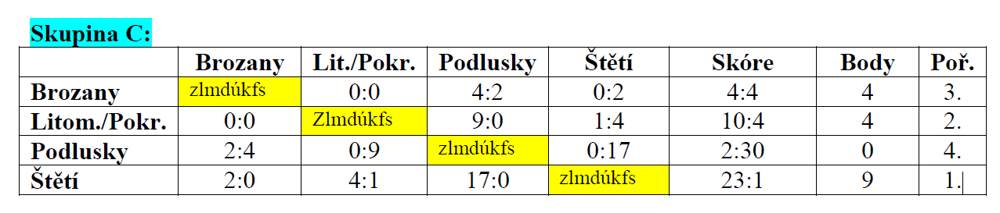 Skupina C:
Brozany Lit./Pokr. Podlusky Štětí Skóre Body Poř.
Brozany zlmdúkfs 0:0 4:2 0:2 4:4 4 3.
Litom./Pokr. 0:0 Zlmdúkfs 9:0 1:4 10:4 4 2.
Podlusky 2:4 0:9 zlmdúkfs 0:17 2:30 0 4.
Štětí 2:0 4:1 17:0 zlmdúkfs 23:1 9 1.